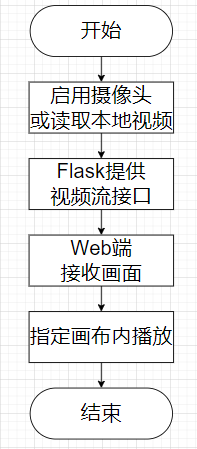 开始
启用摄像头
或读取本地视频
Flask提供
视频流接口
Web端
接收画面
指定画布内播放
结束